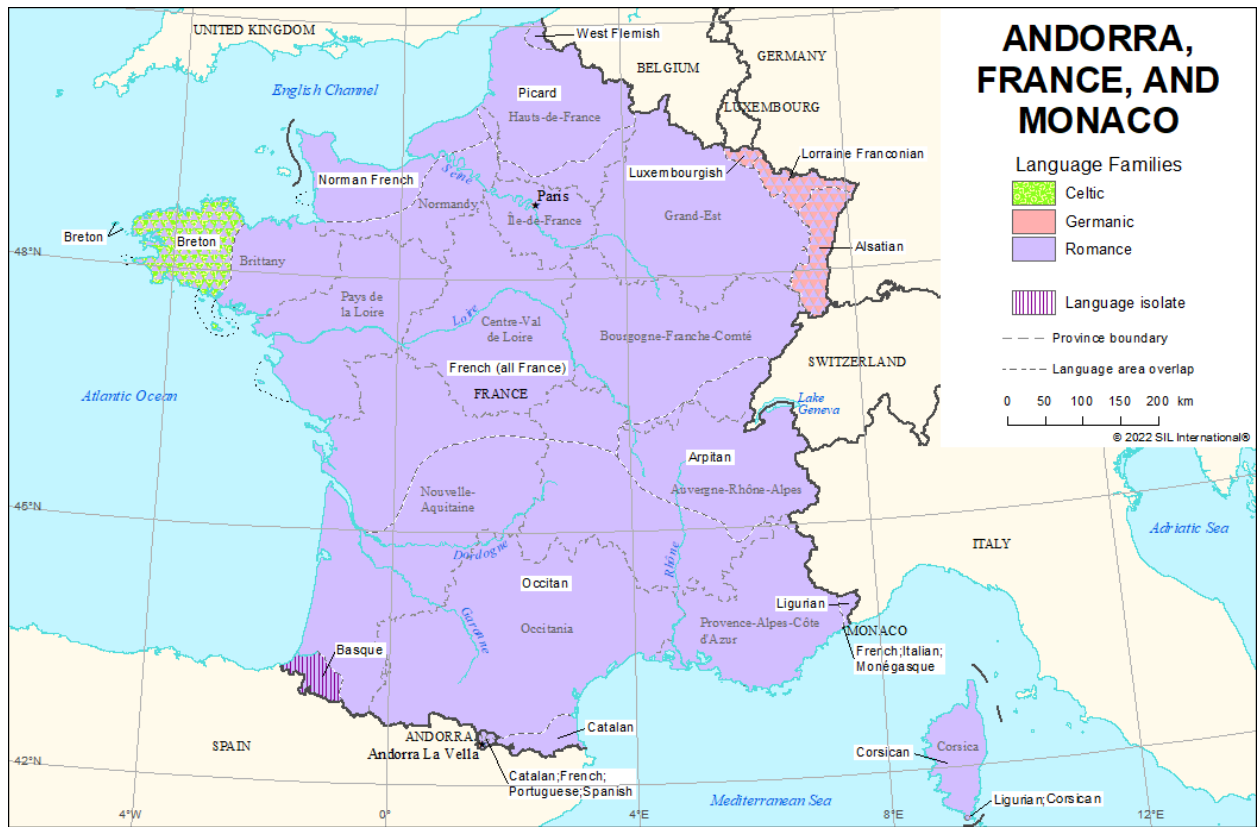 ANDORRA,
FRANCE, AND
MONACO
Language Families
Celtic
Germanic
Romance
Language isolate
Province boundary
Language area overlap
0 50 100 150 200 km
© 2022 SIL International®
UNITED KINGDOM
West Flemish
GERMANY
BELGIUM
English Channel
Picard
LUXEMBOURG
Hauts-de-France
Lorraine Franconian
Luxembourgish
Norman French
Seine
Paris
Normandy
Île-de-France
Grand-Est
Breton
Breton
Alsatian
48°N
Brittany
Pays de
la Loire
Loire
Centre-Val
de Loire
Bourgogne-Franche-Comté
French (all France)
SWITZERLAND
FRANCE
Atlantic Ocean
Lake
Geneva
Arpitan
Nouvelle-
Aquitaine
Auvergne-Rhône-Alpes
46°N
Adriatic Sea
Dordogne
Rhône
ITALY
Occitan
Ligurian
Garonne
Occitania
Provence-Alpes-Côte
d'Azur
MONACO
French;Italian;
Monégasque
Basque
Catalan
ANDORRA
Andorra La Vella
SPAIN
Corsican
Corsica
42°N
Catalan;French;
Portuguese;Spanish
Mediterranean Sea
Ligurian;Corsican
4°W
0°
4°E
8°E
12°E